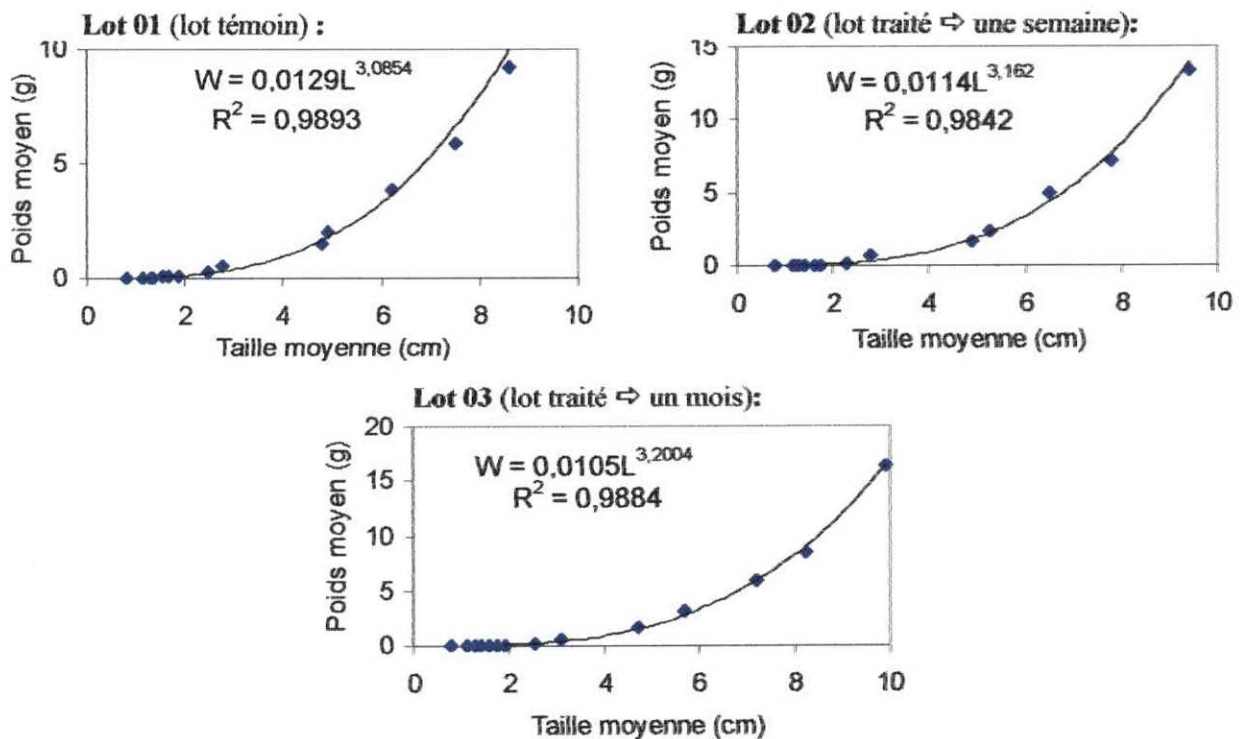 Lot 01 (lot témoin) :
10
W = 0,0129L^3,0854
R² = 0,9893
5
0
0 2 4 6 8 10
Poids moyen (g)
Taille moyenne (cm)
Lot 02 (lot traité ⇨ une semaine):
15
W = 0,0114L^3,162
R² = 0,9842
10
5
0
0 2 4 6 8 10
Poids moyen (g)
Taille moyenne (cm)
Lot 03 (lot traité ⇨ un mois):
20
W = 0,0105L^3,2004
R² = 0,9884
15
10
5
0
0 2 4 6 8 10
Poids moyen (g)
Taille moyenne (cm)